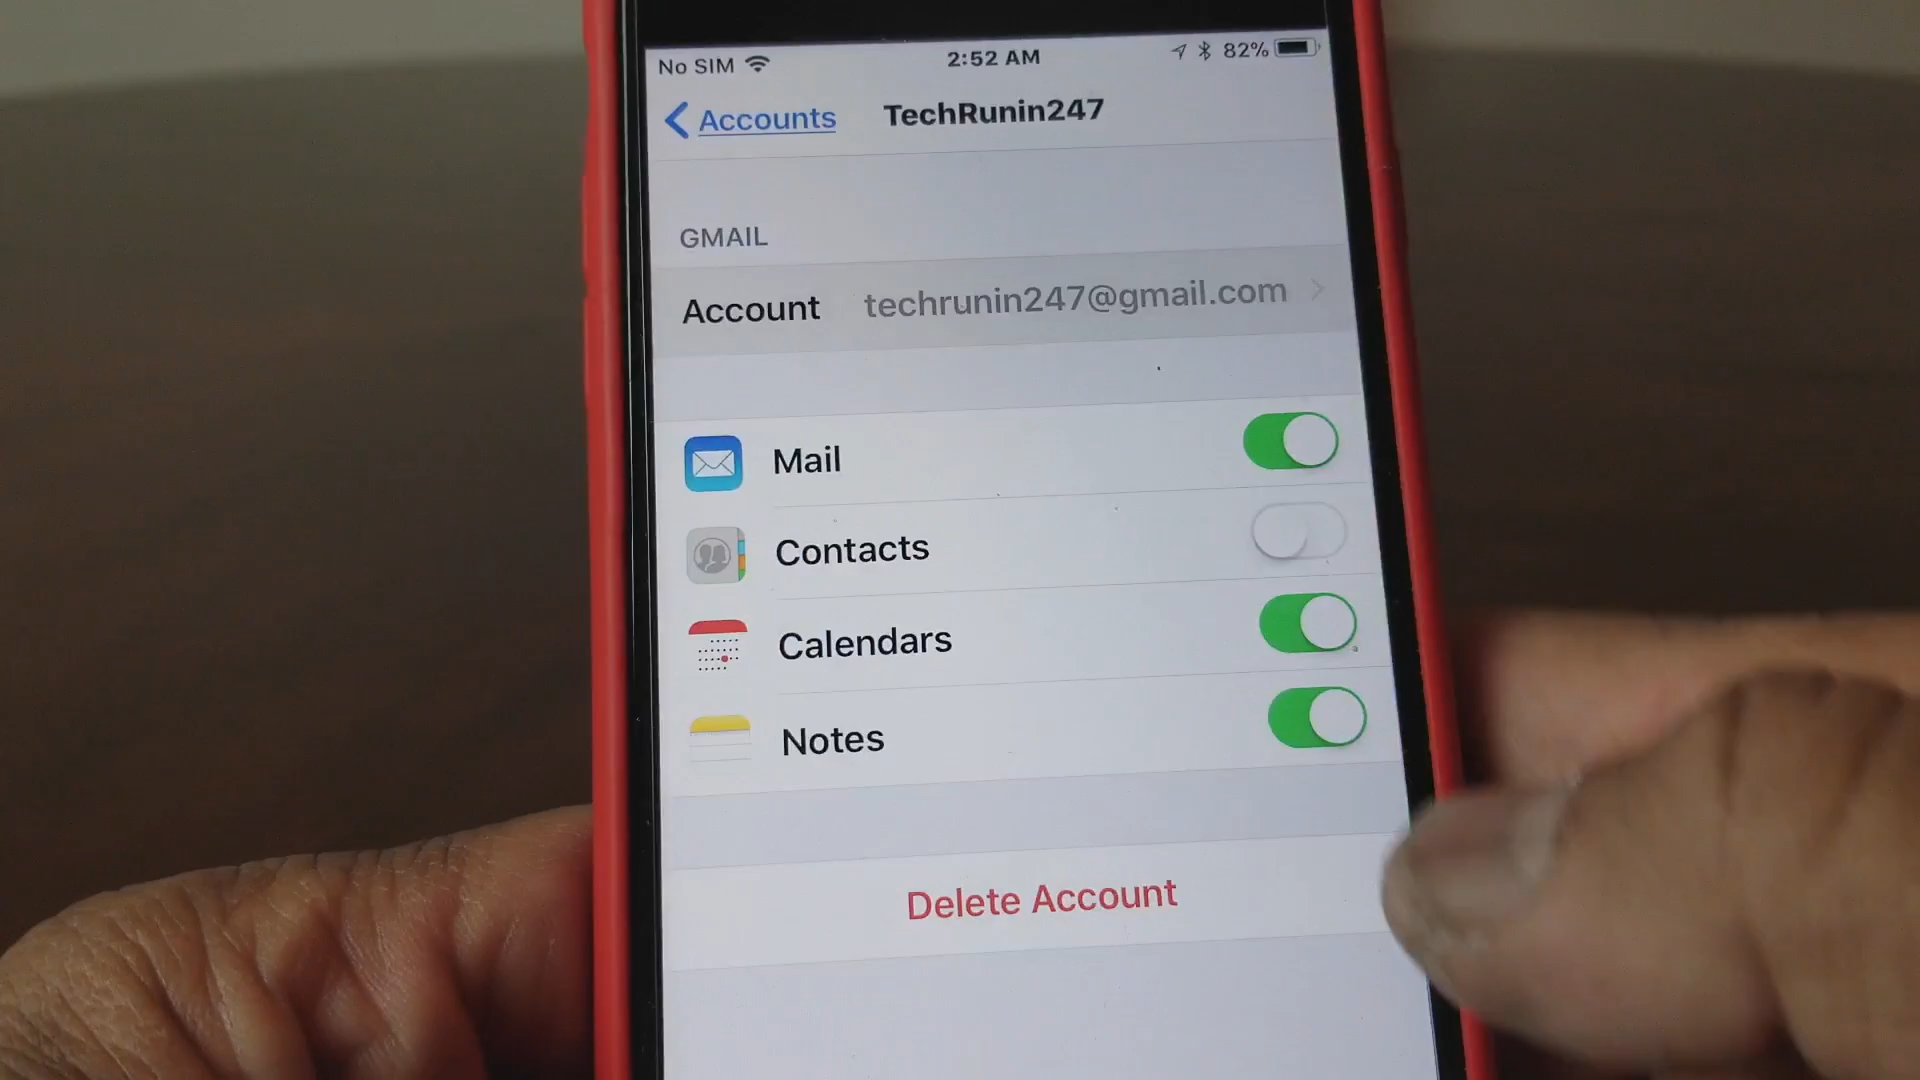 No SIM 2:52 AM 82%
Accounts TechRunin247
GMAIL
Account techrunin247@gmail.com
Mail
Contacts
Calendars
Notes
Delete Account